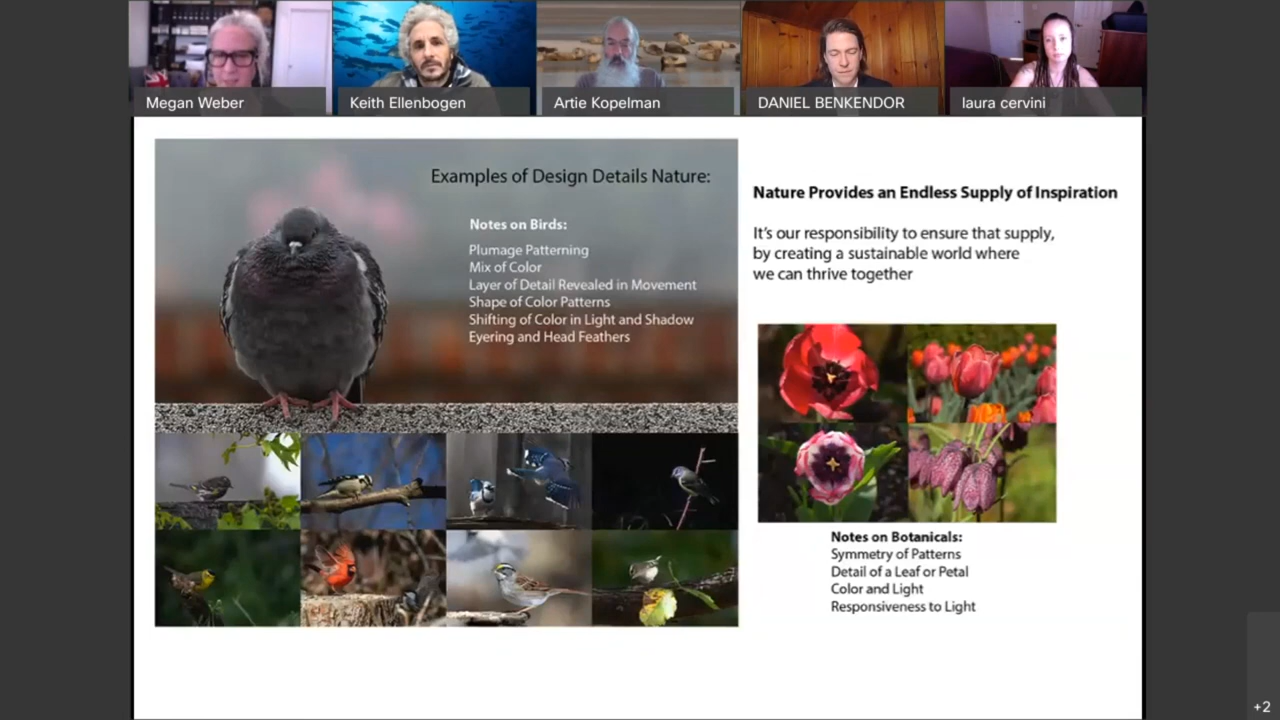 Megan Weber
Keith Ellenbogen
Artie Kopelman
DANIEL BENKENDOR
laura cervini
Examples of Design Details Nature:
Notes on Birds:
Plumage Patterning
Mix of Color
Layer of Detail Revealed in Movement
Shape of Color Patterns
Shifting of Color in Light and Shadow
Eyering and Head Feathers
Nature Provides an Endless Supply of Inspiration
It's our responsibility to ensure that supply,
by creating a sustainable world where
we can thrive together
Notes on Botanicals:
Symmetry of Patterns
Detail of a Leaf or Petal
Color and Light
Responsiveness to Light
+2